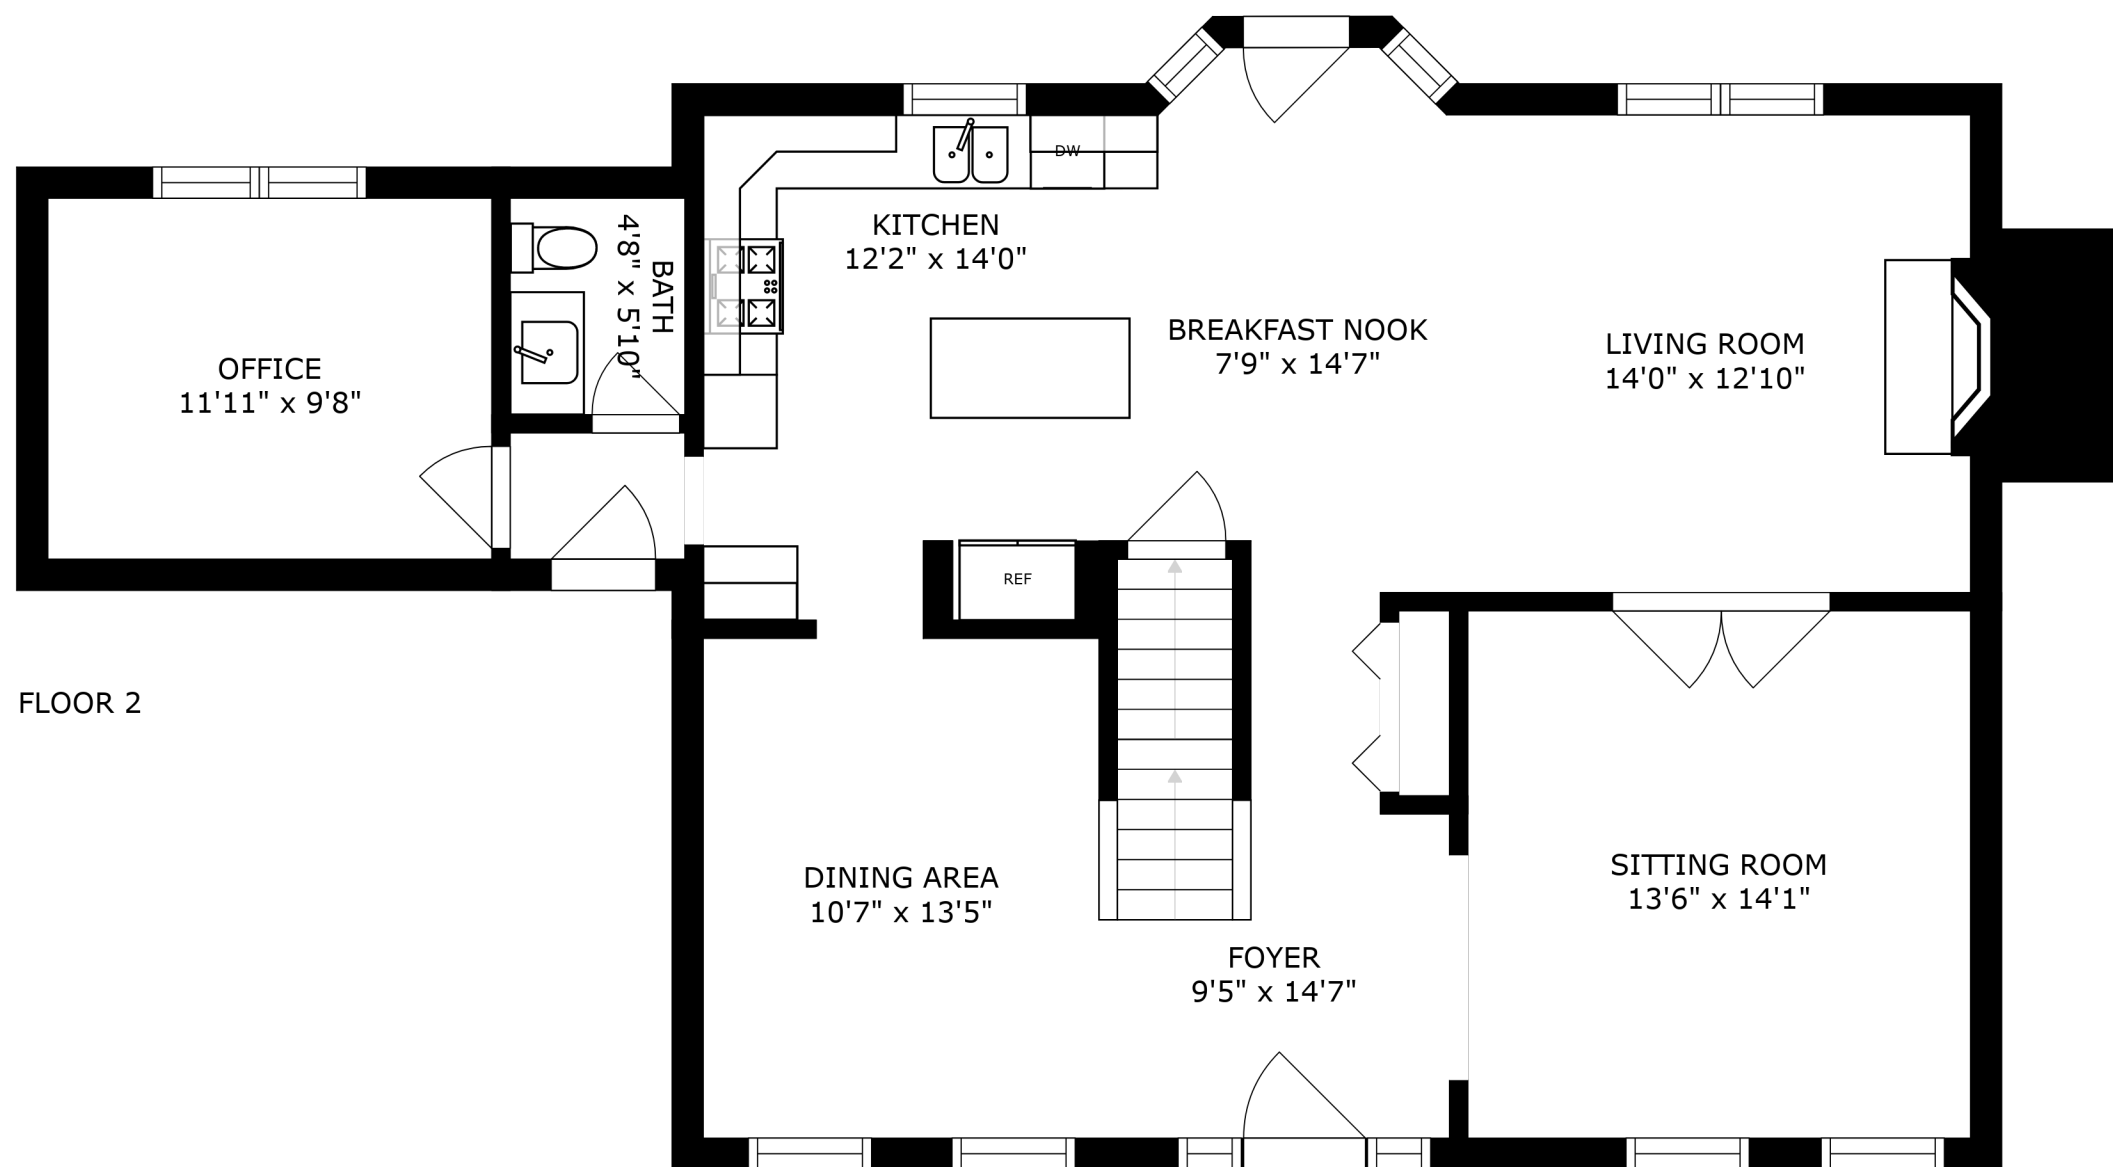 DW
KITCHEN
12'2" x 14'0"
BATH
4'8" x 5'10"
BREAKFAST NOOK
7'9" x 14'7"
LIVING ROOM
14'0" x 12'10"
OFFICE
11'11" x 9'8"
REF
FLOOR 2
DINING AREA
10'7" x 13'5"
SITTING ROOM
13'6" x 14'1"
FOYER
9'5" x 14'7"